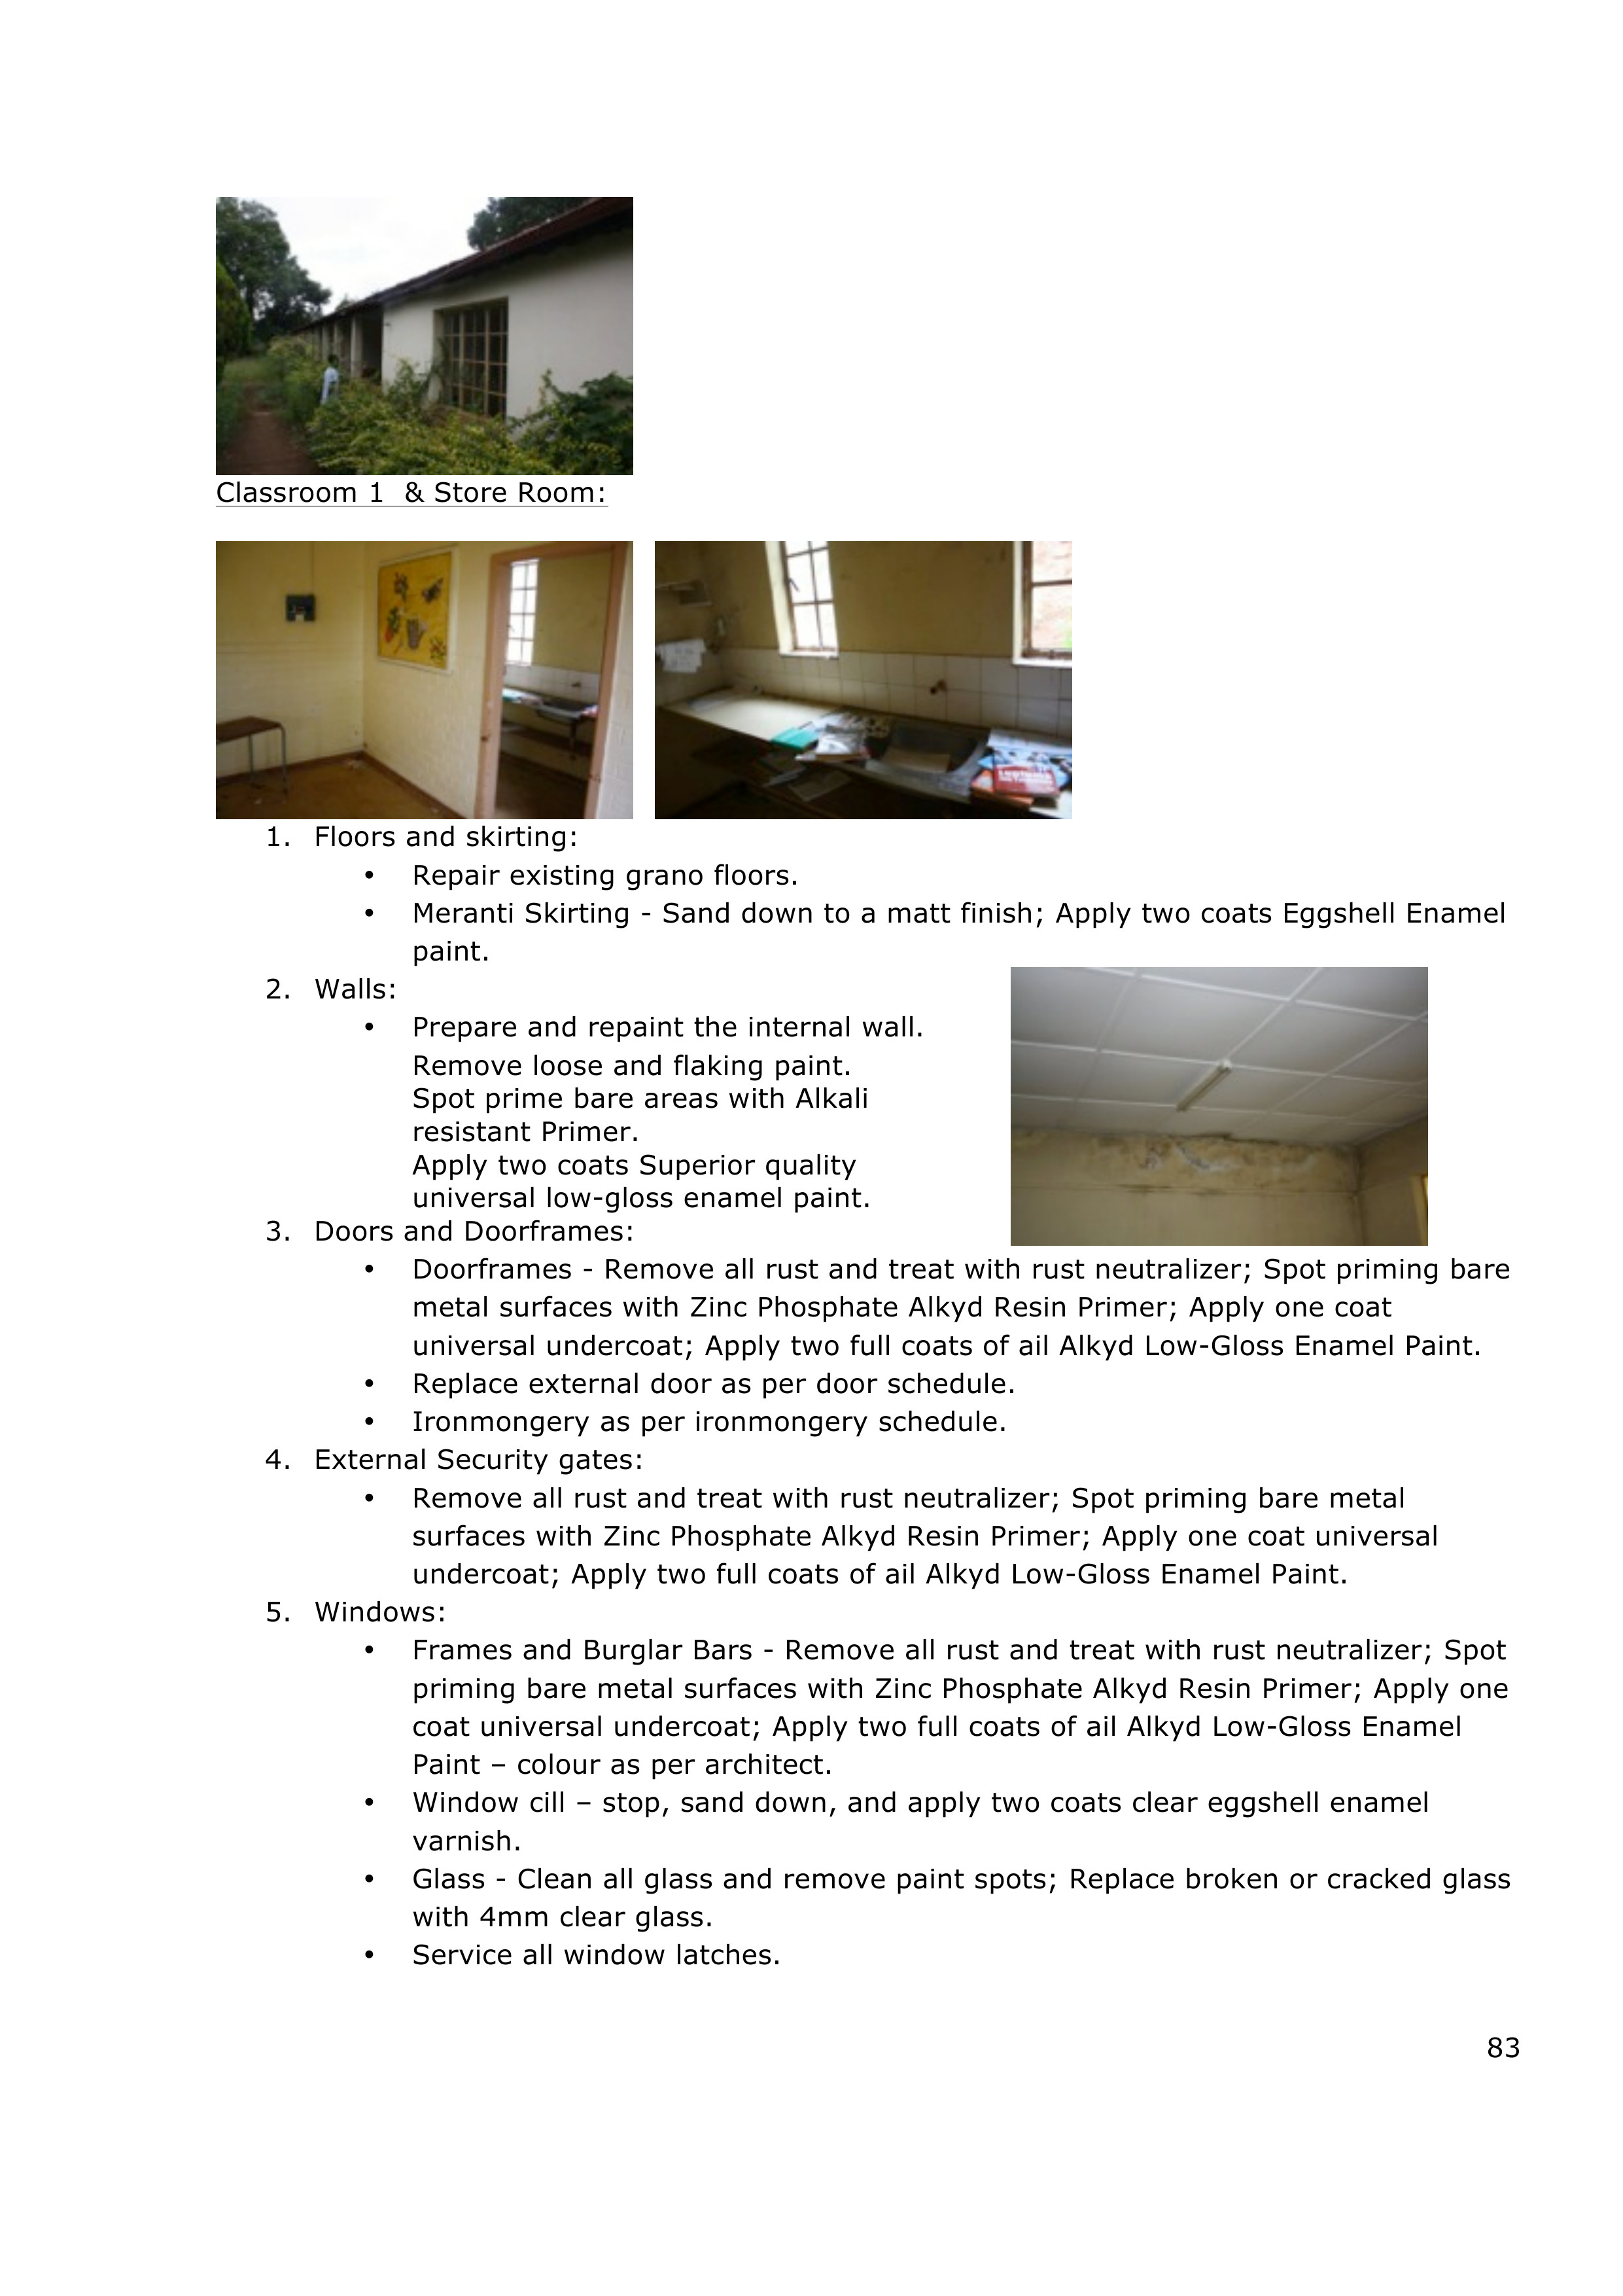 Classroom 1  & Store Room:
1. Floors and skirting:
• Repair existing grano floors.
• Meranti Skirting - Sand down to a matt finish; Apply two coats Eggshell Enamel
paint.
2. Walls:
• Prepare and repaint the internal wall.
Remove loose and flaking paint.
Spot prime bare areas with Alkali
resistant Primer.
Apply two coats Superior quality
universal low-gloss enamel paint.
3. Doors and Doorframes:
• Doorframes - Remove all rust and treat with rust neutralizer; Spot priming bare
metal surfaces with Zinc Phosphate Alkyd Resin Primer; Apply one coat
universal undercoat; Apply two full coats of ail Alkyd Low-Gloss Enamel Paint.
• Replace external door as per door schedule.
• Ironmongery as per ironmongery schedule.
4. External Security gates:
• Remove all rust and treat with rust neutralizer; Spot priming bare metal
surfaces with Zinc Phosphate Alkyd Resin Primer; Apply one coat universal
undercoat; Apply two full coats of ail Alkyd Low-Gloss Enamel Paint.
5. Windows:
• Frames and Burglar Bars - Remove all rust and treat with rust neutralizer; Spot
priming bare metal surfaces with Zinc Phosphate Alkyd Resin Primer; Apply one
coat universal undercoat; Apply two full coats of ail Alkyd Low-Gloss Enamel
Paint – colour as per architect.
• Window cill – stop, sand down, and apply two coats clear eggshell enamel
varnish.
• Glass - Clean all glass and remove paint spots; Replace broken or cracked glass
with 4mm clear glass.
• Service all window latches.
83